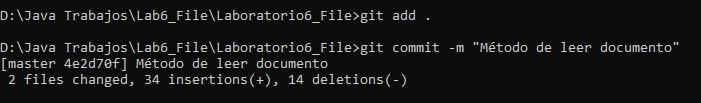 D:\Java Trabajos\Lab6_File\Laboratorio6_File>git add .
D:\Java Trabajos\Lab6_File\Laboratorio6_File>git commit -m "Método de leer documento"
[master 4e2d70f] Método de leer documento
 2 files changed, 34 insertions(+), 14 deletions(-)